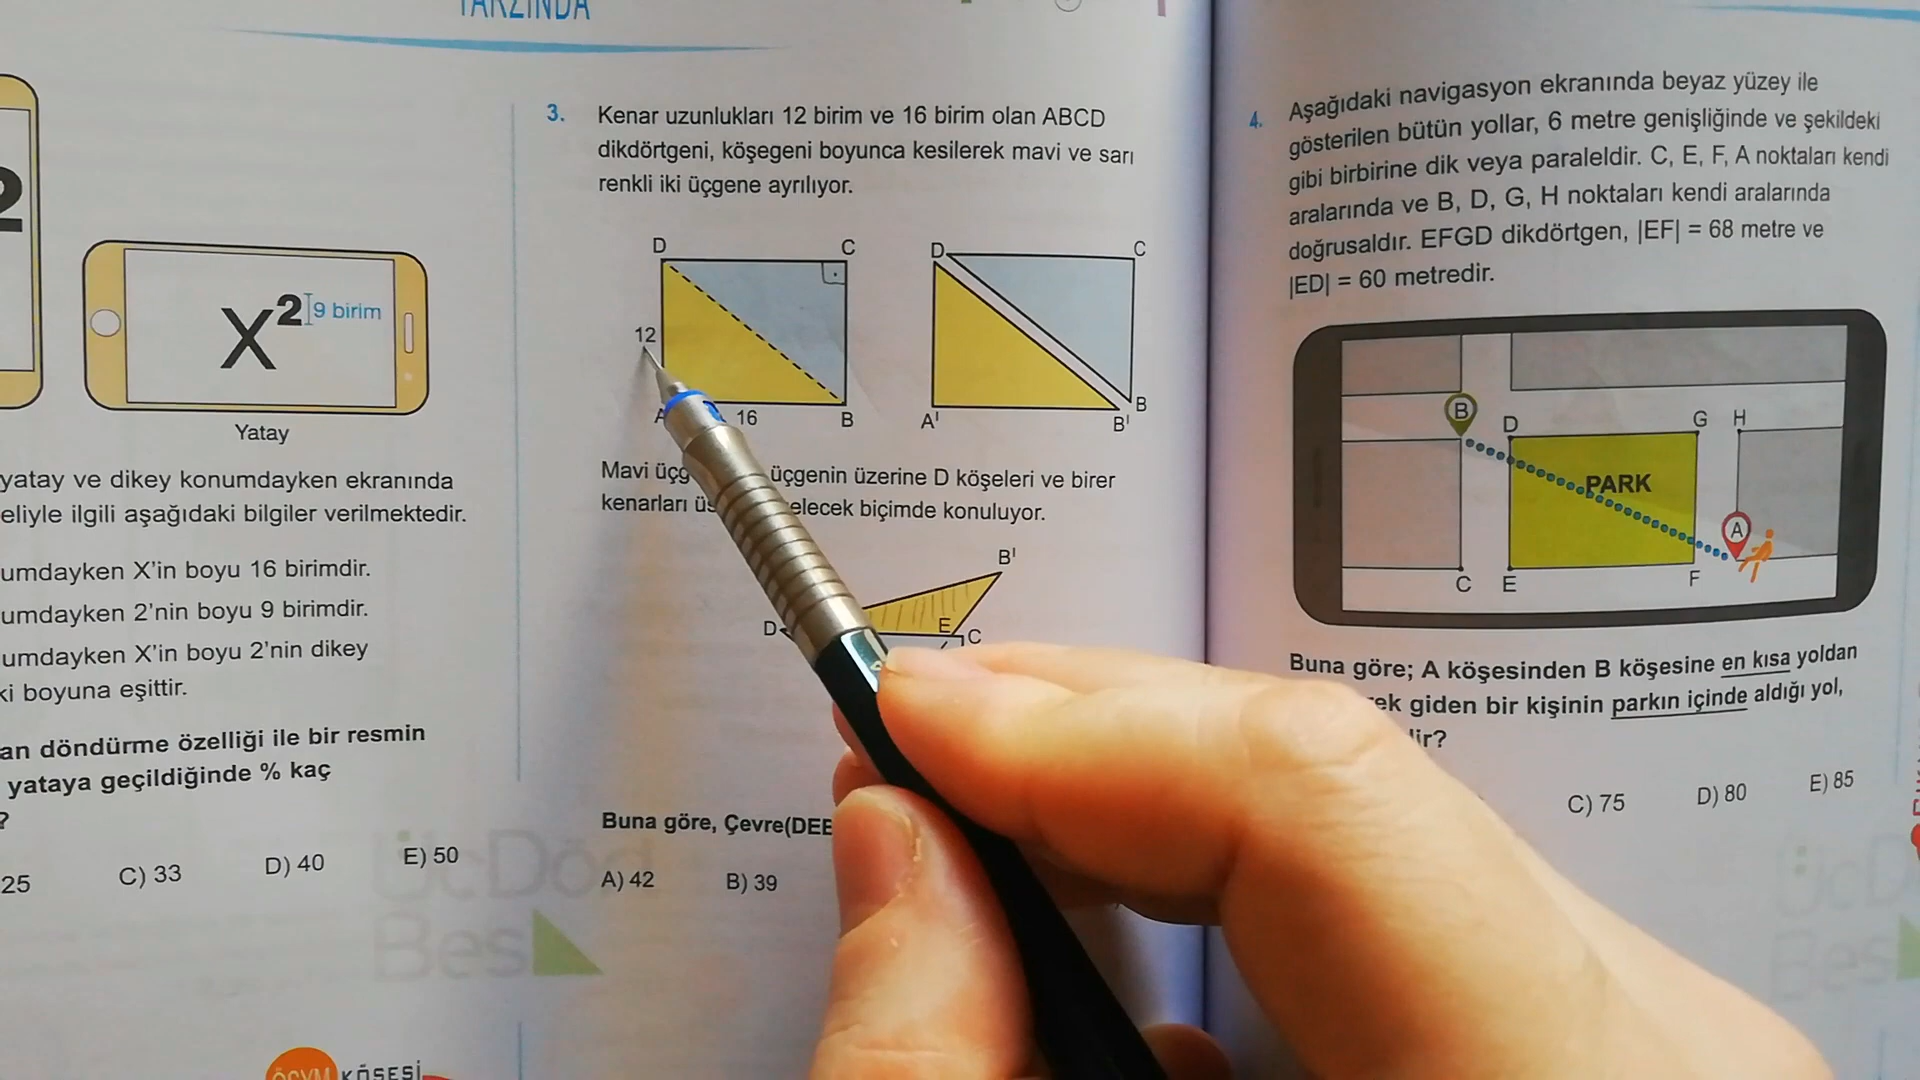 TARZINDA
2
X
2
9 birim
Yatay
yatay ve dikey konumdayken ekranında
eliyle ilgili aşağıdaki bilgiler verilmektedir.
umdayken X'in boyu 16 birimdir.
umdayken 2'nin boyu 9 birimdir.
umdayken X'in boyu 2'nin dikey
ki boyuna eşittir.
an döndürme özelliği ile bir resmin
yataya geçildiğinde % kaç
?
25 C) 33 D) 40 E) 50
ÖSYM KÖŞESİ
3. Kenar uzunlukları 12 birim ve 16 birim olan ABCD
dikdörtgeni, köşegeni boyunca kesilerek mavi ve sarı
renkli iki üçgene ayrılıyor.
D C D C
12
A 16 B A' B' B
Mavi üçg üçgenin üzerine D köşeleri ve birer
kenarları üs elecek biçimde konuluyor.
B'
D E C
Buna göre, Çevre(DEE
A) 42 B) 39
ÜcDört
Beş
4. Aşağıdaki navigasyon ekranında beyaz yüzey ile
gösterilen bütün yollar, 6 metre genişliğinde ve şekildeki
gibi birbirine dik veya paraleldir. C, E, F, A noktaları kendi
aralarında ve B, D, G, H noktaları kendi aralarında
doğrusaldır. EFGD dikdörtgen, |EF| = 68 metre ve
|ED| = 60 metredir.
B D G H
PARK
A
C E F
Buna göre; A köşesinden B köşesine en kısa yoldan
ek giden bir kişinin parkın içinde aldığı yol,
lir?
C) 75 D) 80 E) 85